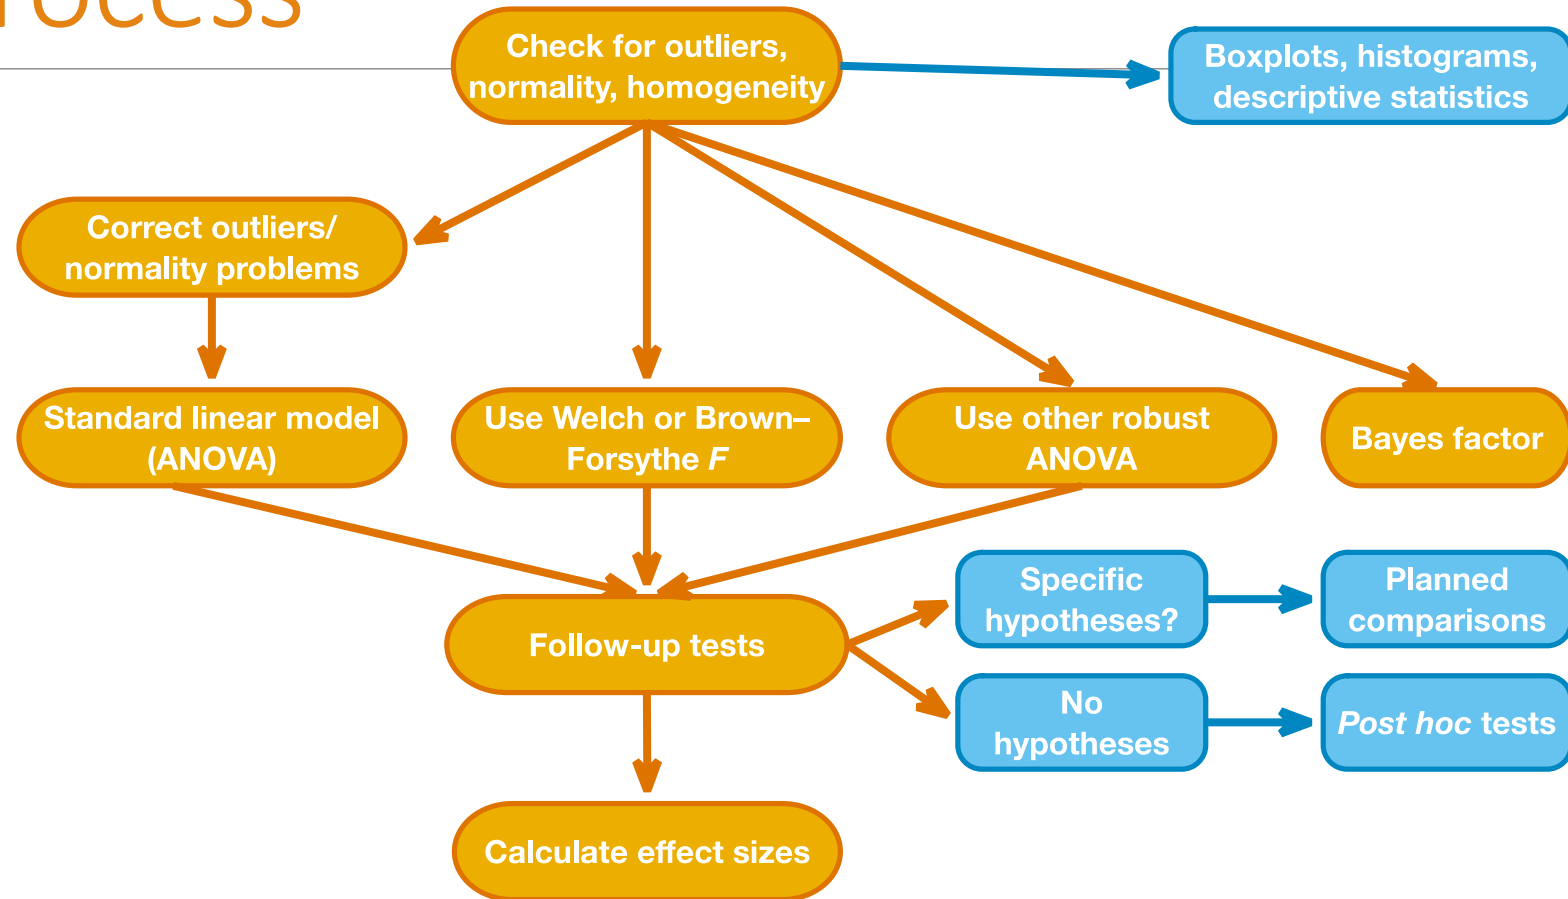 rocess
Check for outliers,
normality, homogeneity
Boxplots, histograms,
descriptive statistics
Correct outliers/
normality problems
Standard linear model
(ANOVA)
Use Welch or Brown–
Forsythe F
Use other robust
ANOVA
Bayes factor
Follow-up tests
Specific
hypotheses?
Planned
comparisons
No
hypotheses
Post hoc tests
Calculate effect sizes